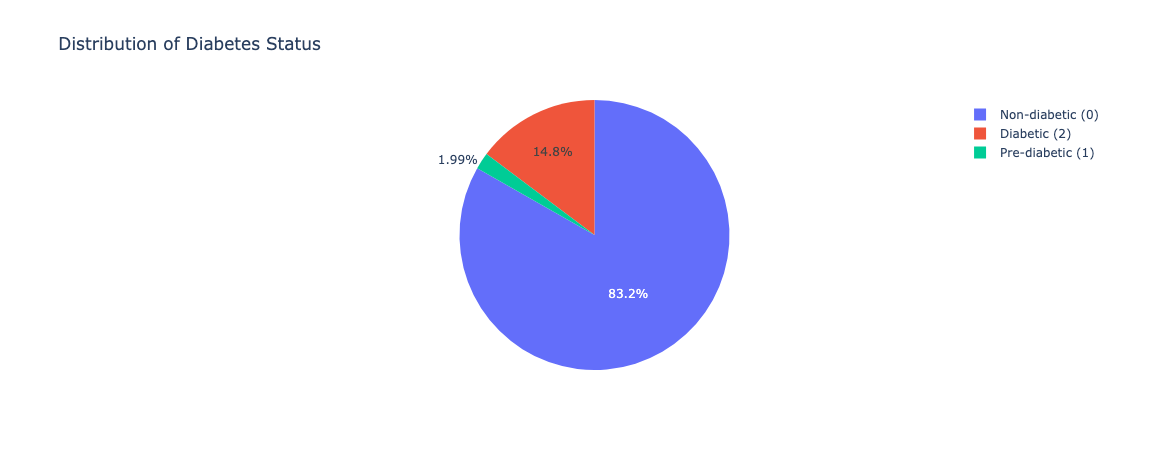 Distribution of Diabetes Status
Non-diabetic (0)
Diabetic (2)
Pre-diabetic (1)
14.8%
1.99%
83.2%